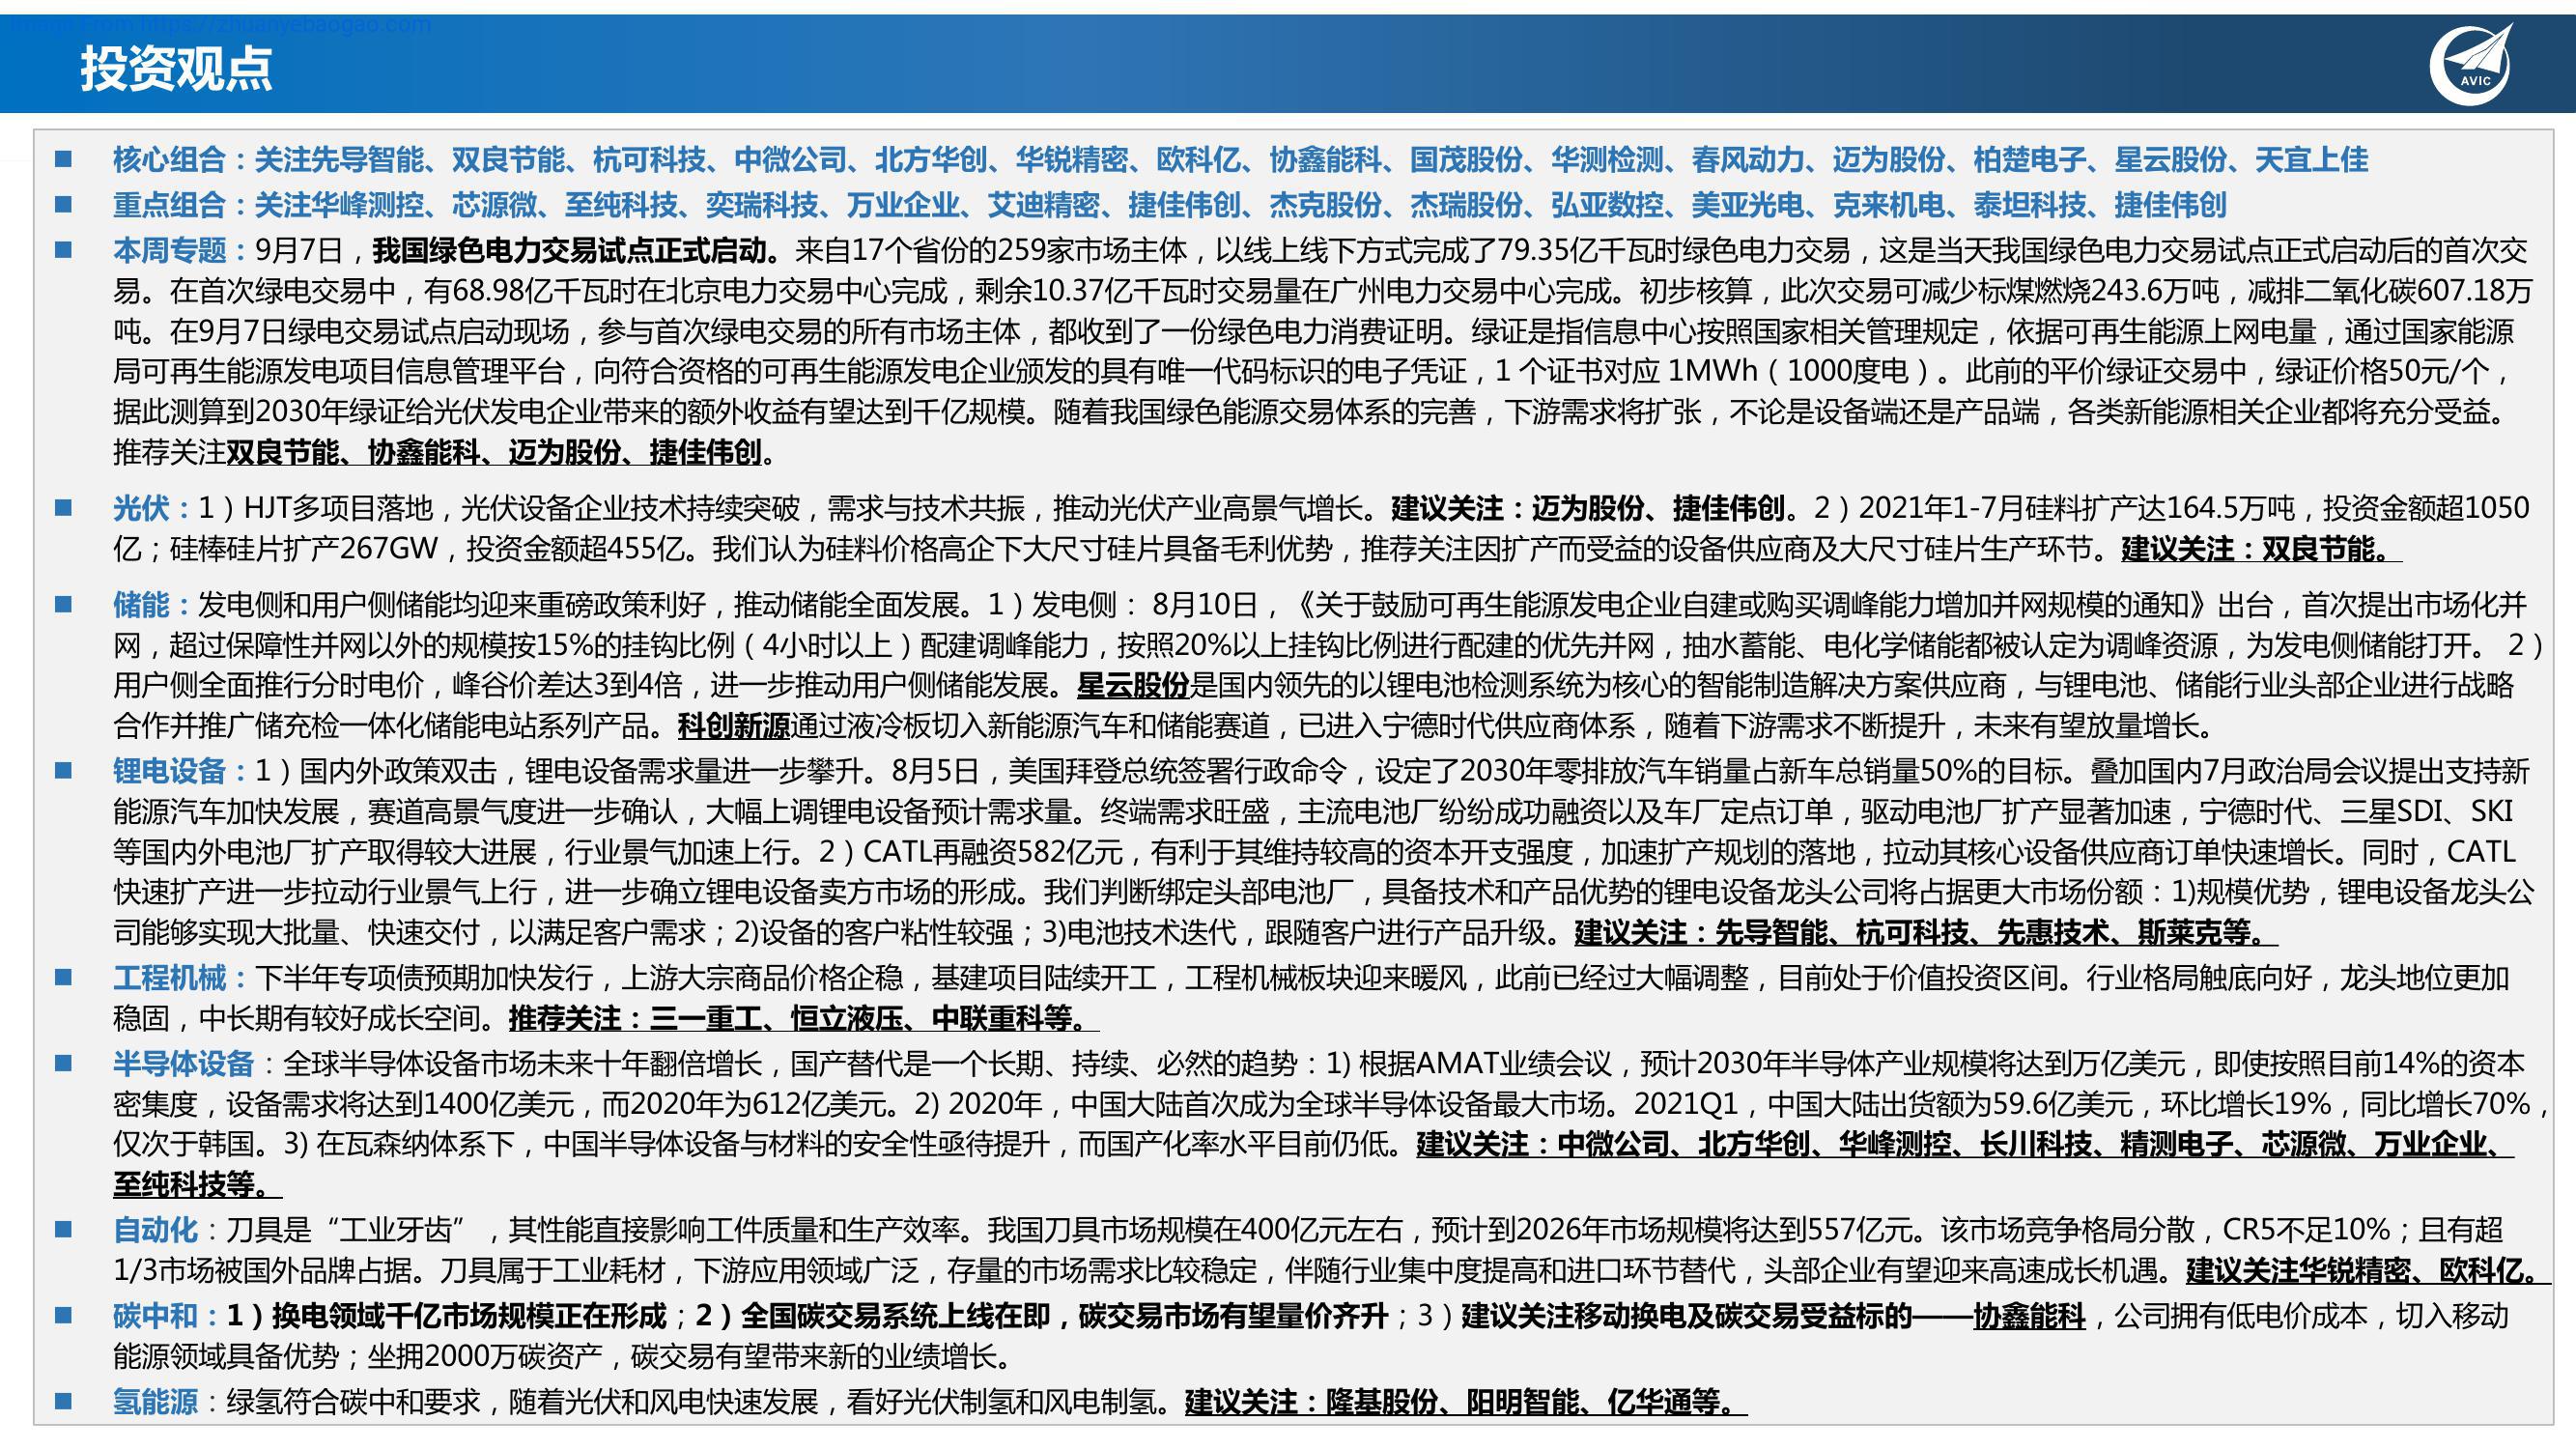 Image From https://zhuanyebaogao.com
投资观点
AVIC
■ 核心组合：关注先导智能、双良节能、杭可科技、中微公司、北方华创、华锐精密、欧科亿、协鑫能科、国茂股份、华测检测、春风动力、迈为股份、柏楚电子、星云股份、天宜上佳
■ 重点组合：关注华峰测控、芯源微、至纯科技、奕瑞科技、万业企业、艾迪精密、捷佳伟创、杰克股份、杰瑞股份、弘亚数控、美亚光电、克来机电、泰坦科技、捷佳伟创
■ 本周专题：9月7日，我国绿色电力交易试点正式启动。来自17个省份的259家市场主体，以线上线下方式完成了79.35亿千瓦时绿色电力交易，这是当天我国绿色电力交易试点正式启动后的首次交
易。在首次绿电交易中，有68.98亿千瓦时在北京电力交易中心完成，剩余10.37亿千瓦时交易量在广州电力交易中心完成。初步核算，此次交易可减少标煤燃烧243.6万吨，减排二氧化碳607.18万
吨。在9月7日绿电交易试点启动现场，参与首次绿电交易的所有市场主体，都收到了一份绿色电力消费证明。绿证是指信息中心按照国家相关管理规定，依据可再生能源上网电量，通过国家能源
局可再生能源发电项目信息管理平台，向符合资格的可再生能源发电企业颁发的具有唯一代码标识的电子凭证，1 个证书对应 1MWh（1000度电）。此前的平价绿证交易中，绿证价格50元/个，
据此测算到2030年绿证给光伏发电企业带来的额外收益有望达到千亿规模。随着我国绿色能源交易体系的完善，下游需求将扩张，不论是设备端还是产品端，各类新能源相关企业都将充分受益。
推荐关注双良节能、协鑫能科、迈为股份、捷佳伟创。
■ 光伏：1）HJT多项目落地，光伏设备企业技术持续突破，需求与技术共振，推动光伏产业高景气增长。建议关注：迈为股份、捷佳伟创。2）2021年1-7月硅料扩产达164.5万吨，投资金额超1050
亿；硅棒硅片扩产267GW，投资金额超455亿。我们认为硅料价格高企下大尺寸硅片具备毛利优势，推荐关注因扩产而受益的设备供应商及大尺寸硅片生产环节。建议关注：双良节能。
■ 储能：发电侧和用户侧储能均迎来重磅政策利好，推动储能全面发展。1）发电侧： 8月10日，《关于鼓励可再生能源发电企业自建或购买调峰能力增加并网规模的通知》出台，首次提出市场化并
网，超过保障性并网以外的规模按15%的挂钩比例（4小时以上）配建调峰能力，按照20%以上挂钩比例进行配建的优先并网，抽水蓄能、电化学储能都被认定为调峰资源，为发电侧储能打开。 2）
用户侧全面推行分时电价，峰谷价差达3到4倍，进一步推动用户侧储能发展。星云股份是国内领先的以锂电池检测系统为核心的智能制造解决方案供应商，与锂电池、储能行业头部企业进行战略
合作并推广储充检一体化储能电站系列产品。科创新源通过液冷板切入新能源汽车和储能赛道，已进入宁德时代供应商体系，随着下游需求不断提升，未来有望放量增长。
■ 锂电设备：1）国内外政策双击，锂电设备需求量进一步攀升。8月5日，美国拜登总统签署行政命令，设定了2030年零排放汽车销量占新车总销量50%的目标。叠加国内7月政治局会议提出支持新
能源汽车加快发展，赛道高景气度进一步确认，大幅上调锂电设备预计需求量。终端需求旺盛，主流电池厂纷纷成功融资以及车厂定点订单，驱动电池厂扩产显著加速，宁德时代、三星SDI、SKI
等国内外电池厂扩产取得较大进展，行业景气加速上行。2）CATL再融资582亿元，有利于其维持较高的资本开支强度，加速扩产规划的落地，拉动其核心设备供应商订单快速增长。同时，CATL
快速扩产进一步拉动行业景气上行，进一步确立锂电设备卖方市场的形成。我们判断绑定头部电池厂，具备技术和产品优势的锂电设备龙头公司将占据更大市场份额：1)规模优势，锂电设备龙头公
司能够实现大批量、快速交付，以满足客户需求；2)设备的客户粘性较强；3)电池技术迭代，跟随客户进行产品升级。建议关注：先导智能、杭可科技、先惠技术、斯莱克等。
■ 工程机械：下半年专项债预期加快发行，上游大宗商品价格企稳，基建项目陆续开工，工程机械板块迎来暖风，此前已经过大幅调整，目前处于价值投资区间。行业格局触底向好，龙头地位更加
稳固，中长期有较好成长空间。推荐关注：三一重工、恒立液压、中联重科等。
■ 半导体设备：全球半导体设备市场未来十年翻倍增长，国产替代是一个长期、持续、必然的趋势：1) 根据AMAT业绩会议，预计2030年半导体产业规模将达到万亿美元，即使按照目前14%的资本
密集度，设备需求将达到1400亿美元，而2020年为612亿美元。2) 2020年，中国大陆首次成为全球半导体设备最大市场。2021Q1，中国大陆出货额为59.6亿美元，环比增长19%，同比增长70%，
仅次于韩国。3) 在瓦森纳体系下，中国半导体设备与材料的安全性亟待提升，而国产化率水平目前仍低。建议关注：中微公司、北方华创、华峰测控、长川科技、精测电子、芯源微、万业企业、
至纯科技等。
■ 自动化：刀具是“工业牙齿”，其性能直接影响工件质量和生产效率。我国刀具市场规模在400亿元左右，预计到2026年市场规模将达到557亿元。该市场竞争格局分散，CR5不足10%；且有超
1/3市场被国外品牌占据。刀具属于工业耗材，下游应用领域广泛，存量的市场需求比较稳定，伴随行业集中度提高和进口环节替代，头部企业有望迎来高速成长机遇。建议关注华锐精密、欧科亿。
■ 碳中和：1）换电领域千亿市场规模正在形成；2）全国碳交易系统上线在即，碳交易市场有望量价齐升；3）建议关注移动换电及碳交易受益标的——协鑫能科，公司拥有低电价成本，切入移动
能源领域具备优势；坐拥2000万碳资产，碳交易有望带来新的业绩增长。
■ 氢能源：绿氢符合碳中和要求，随着光伏和风电快速发展，看好光伏制氢和风电制氢。建议关注：隆基股份、阳明智能、亿华通等。